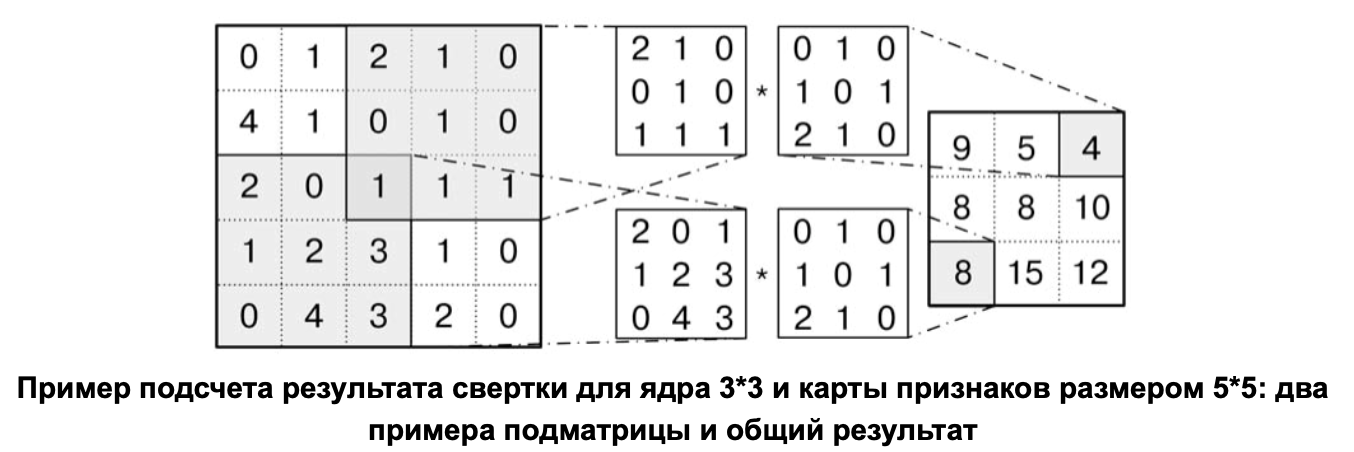 0 1 2 1 0
4 1 0 1 0
2 0 1 1 1
1 2 3 1 0
0 4 3 2 0
2 1 0
0 1 0
1 1 1
*
0 1 0
1 0 1
2 1 0
2 0 1
1 2 3
0 4 3
*
0 1 0
1 0 1
2 1 0
9 5 4
8 8 10
8 15 12
Пример подсчета результата свертки для ядра 3*3 и карты признаков размером 5*5: два
примера подматрицы и общий результат